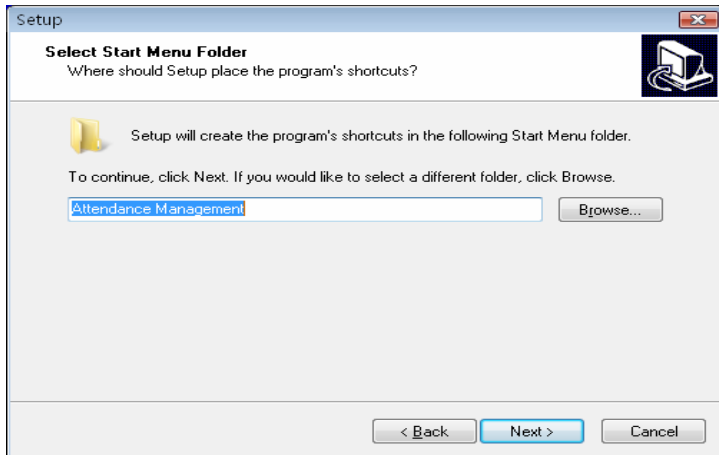 Setup
Select Start Menu Folder
Where should Setup place the program's shortcuts?
Setup will create the program's shortcuts in the following Start Menu folder.
To continue, click Next. If you would like to select a different folder, click Browse.
Attendance Management
Browse...
< Back
Next >
Cancel